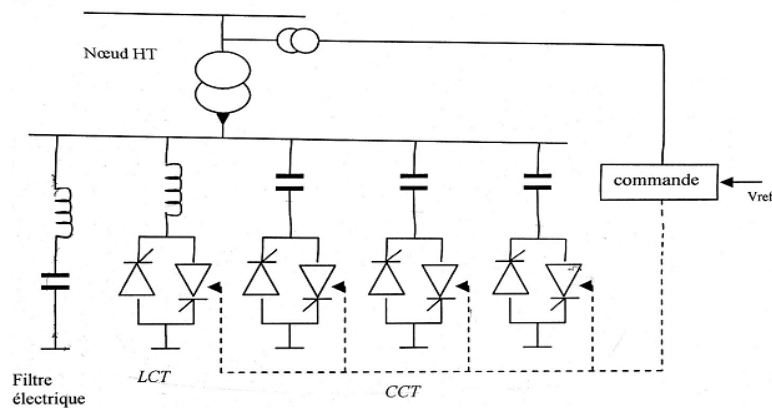 Nœud HT
commande
Vref
LCT
CCT
Filtre
électrique